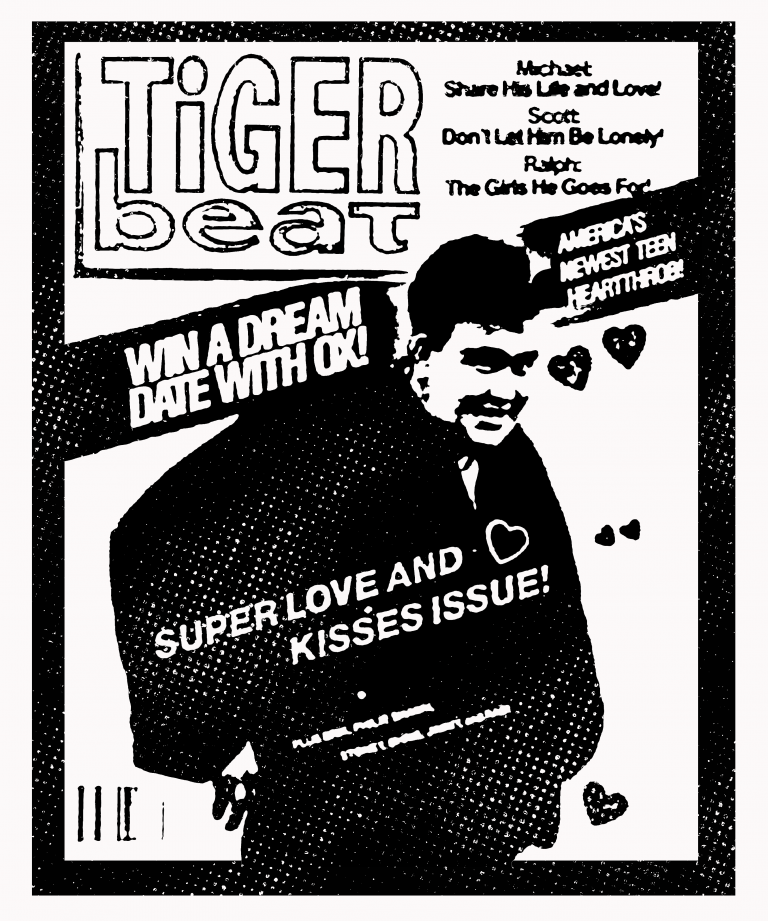 TiGER
beat
Michael:
Share His Life and Love!
Scott:
Don't Let Him Be Lonely!
Ralph:
The Girls He Goes For!
AMERICA'S
NEWEST TEEN
HEARTTHROB!
WIN A DREAM
DATE WITH OX!
SUPER LOVE AND
KISSES ISSUE!
PLUS